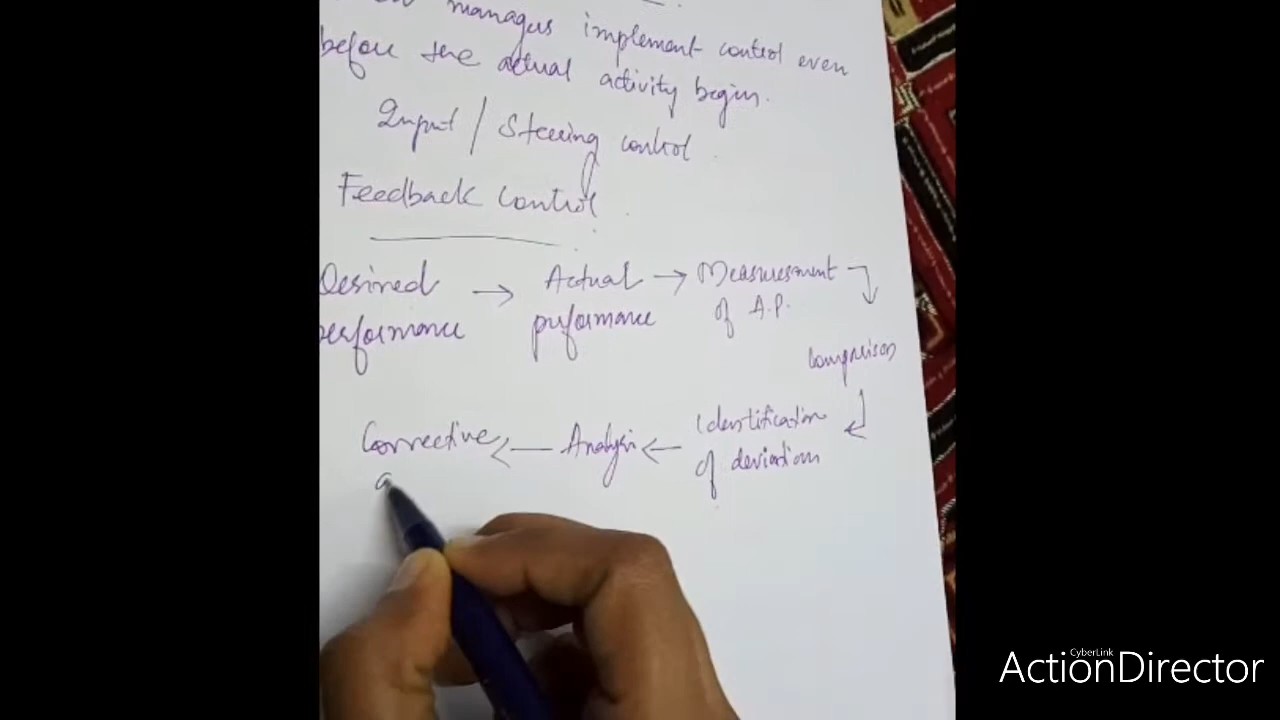 managers implement control even
before the actual activity begin.
Input / Steering control
Feedback Control
Desired → Actual → Measurement
performance performance of A.P.
Comparison
Corrective ← Analysis ← Identification
of deviations
CyberLink
ActionDirector